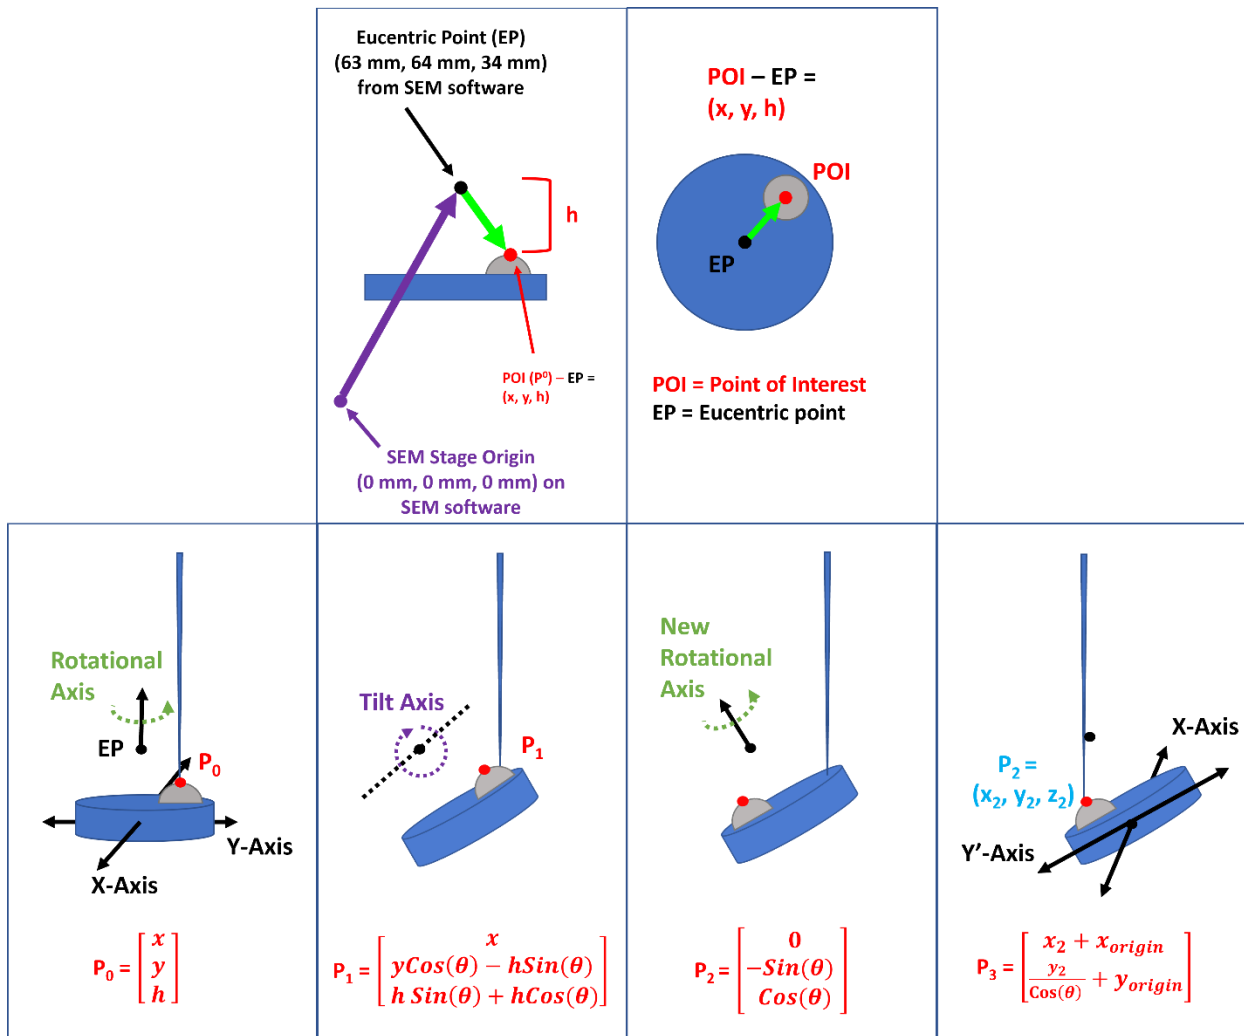 Eucentric Point (EP)
(63 mm, 64 mm, 34 mm)
from SEM software
h
POI (P⁰) – EP =
(x, y, h)
SEM Stage Origin
(0 mm, 0 mm, 0 mm) on
SEM software
POI – EP =
(x, y, h)
POI
EP
POI = Point of Interest
EP = Eucentric point
Rotational
Axis
EP
P₀
Y-Axis
X-Axis
P₀ = [x
y
h]
Tilt Axis
P₁
P₁ = [x
yCos(θ) − hSin(θ)
h Sin(θ) + hCos(θ)]
New
Rotational
Axis
P₂ = [0
−Sin(θ)
Cos(θ)]
X-Axis
P₂ =
(x₂, y₂, z₂)
Y’-Axis
P₃ = [x₂ + xorigin
y₂/Cos(θ) + yorigin]